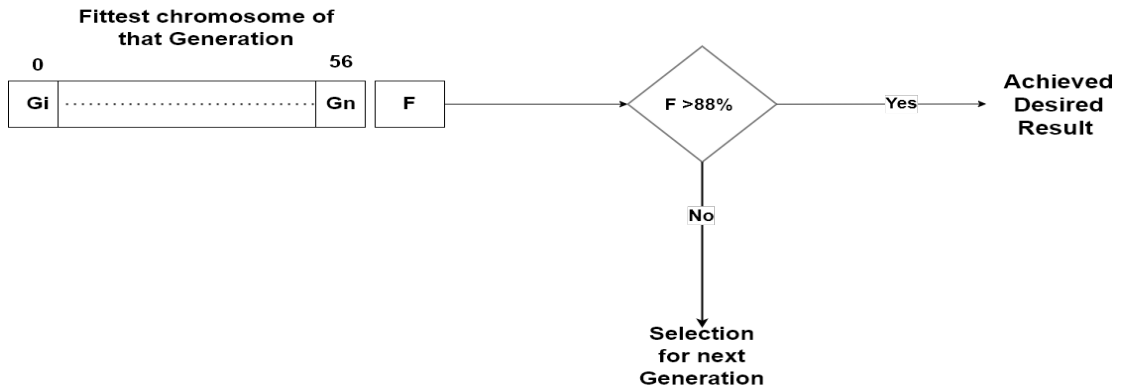 Fittest chromosome of
that Generation
0
56
Gi
Gn
F
F >88%
Yes
Achieved
Desired
Result
No
Selection
for next
Generation